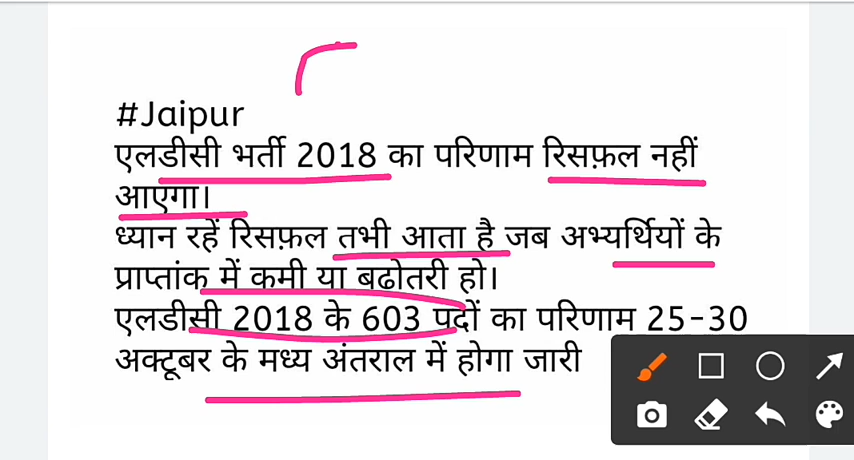 #Jaipur
एलडीसी भर्ती 2018 का परिणाम रिसफ़ल नहीं
आएगा।
ध्यान रहें रिसफ़ल तभी आता है जब अभ्यर्थियों के
प्राप्तांक में कमी या बढोतरी हो।
एलडीसी 2018 के 603 पदों का परिणाम 25-30
अक्टूबर के मध्य अंतराल में होगा जारी